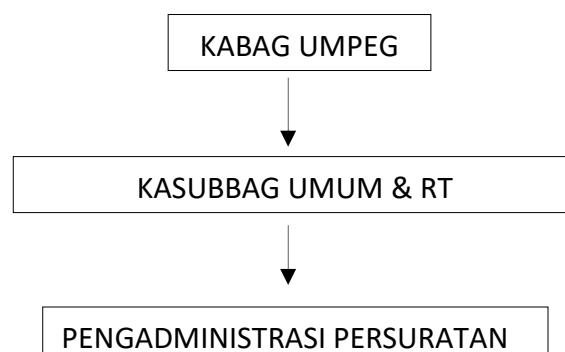 KABAG UMPEG
KASUBBAG UMUM & RT
PENGADMINISTRASI PERSURATAN